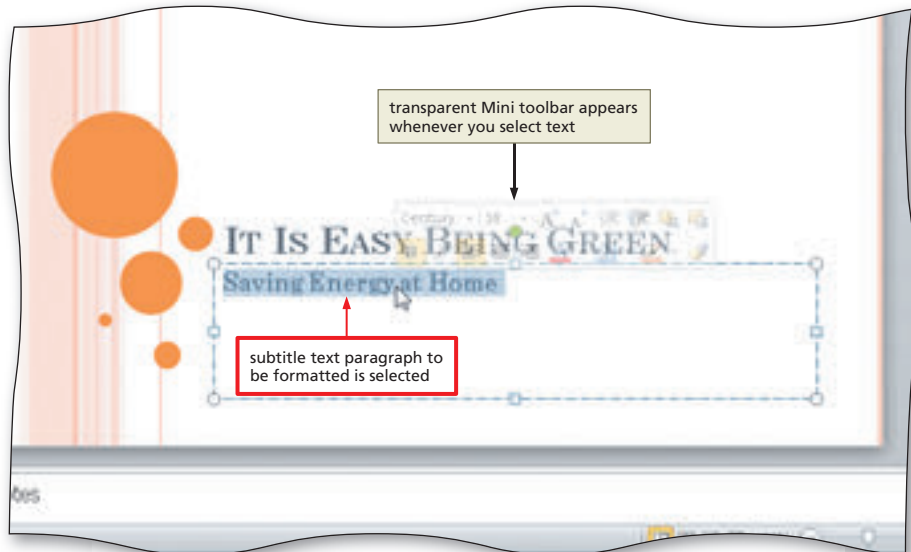 transparent Mini toolbar appears
whenever you select text
Century
IT IS EASY BEING GREEN
Saving Energy at Home
subtitle text paragraph to
be formatted is selected